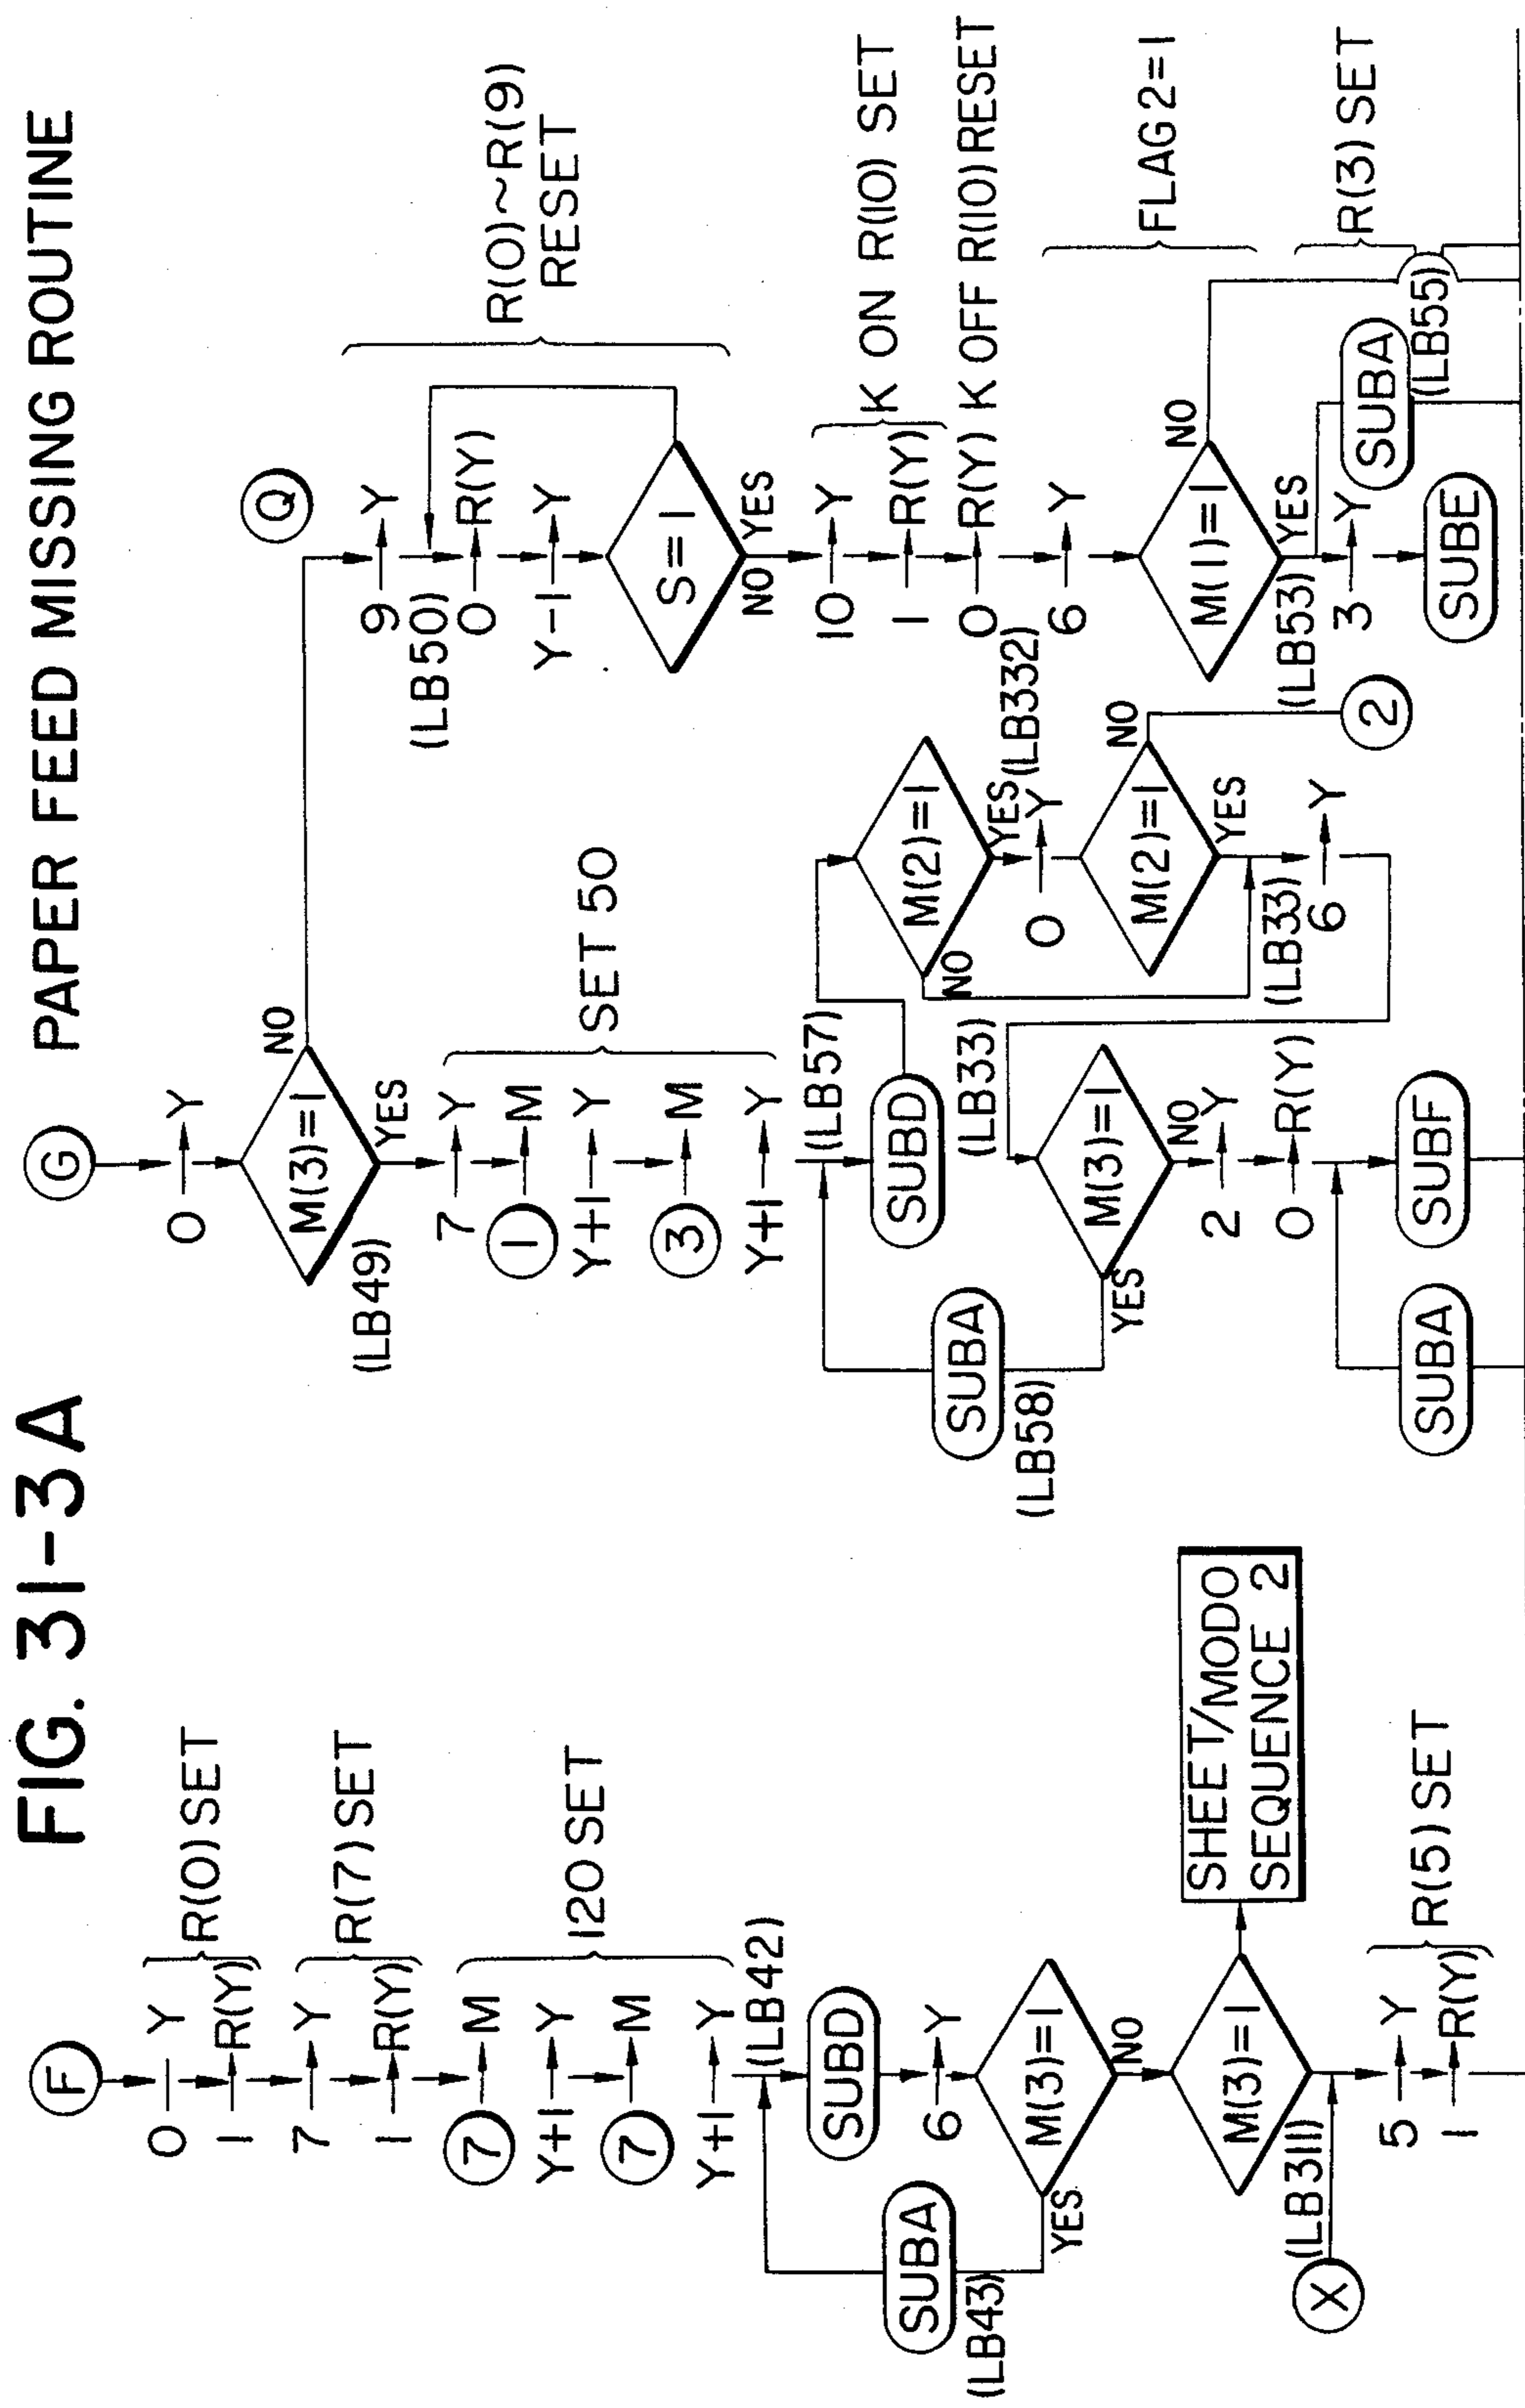 FIG. 31-3A
PAPER FEED MISSING ROUTINE
F
0 → Y
1 → R(Y)
R(0) SET
7 → Y
1 → R(Y)
R(7) SET
7 → M
Y+1 → Y
7 → M
Y+1 → Y
120 SET
(LB42)
SUBD
6 → Y
M(3)=1
YES
NO
SUBA
(LB43)
M(3)=1
SHEET/MODO
SEQUENCE 2
X
(LB311)
5 → Y
1 → R(Y)
R(5) SET
G
0 → Y
M(3)=1
NO
YES
(LB49)
7 → Y
1 → M
Y+1 → Y
3 → M
Y+1 → Y
SET 50
(LB57)
SUBD
SUBA
(LB58)
(LB33)
M(3)=1
YES
NO
2 → Y
0 → R(Y)
SUBF
SUBA
M(2)=1
NO
YES
(LB332)
0 → Y
M(2)=1
NO
YES
2
(LB33)
6 → Y
Q
9 → Y
(LB50)
0 → R(Y)
Y-1 → Y
S=1
NO
YES
R(0)~R(9)
RESET
10 → Y
1 → R(Y)
K ON R(10) SET
0 → R(Y)
K OFF R(10) RESET
6 → Y
M(1)=1
NO
YES
FLAG2=1
(LB53)
3 → Y
SUBE
SUBA
(LB55)
R(3) SET